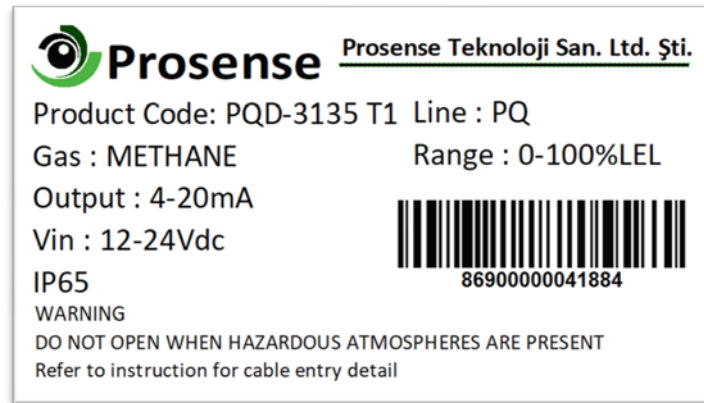 Prosense Prosense Teknoloji San. Ltd. Şti.
Product Code: PQD-3135 T1 Line : PQ
Gas : METHANE Range : 0-100%LEL
Output : 4-20mA
Vin : 12-24Vdc
86900000041884
IP65
WARNING
DO NOT OPEN WHEN HAZARDOUS ATMOSPHERES ARE PRESENT
Refer to instruction for cable entry detail